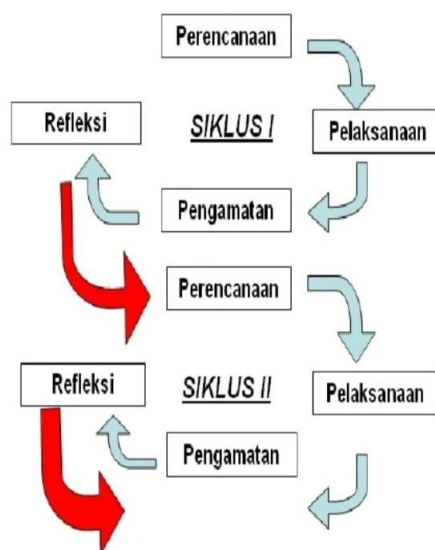 Perencanaan
Refleksi
SIKLUS I
Pelaksanaan
Pengamatan
Perencanaan
Refleksi
SIKLUS II
Pelaksanaan
Pengamatan